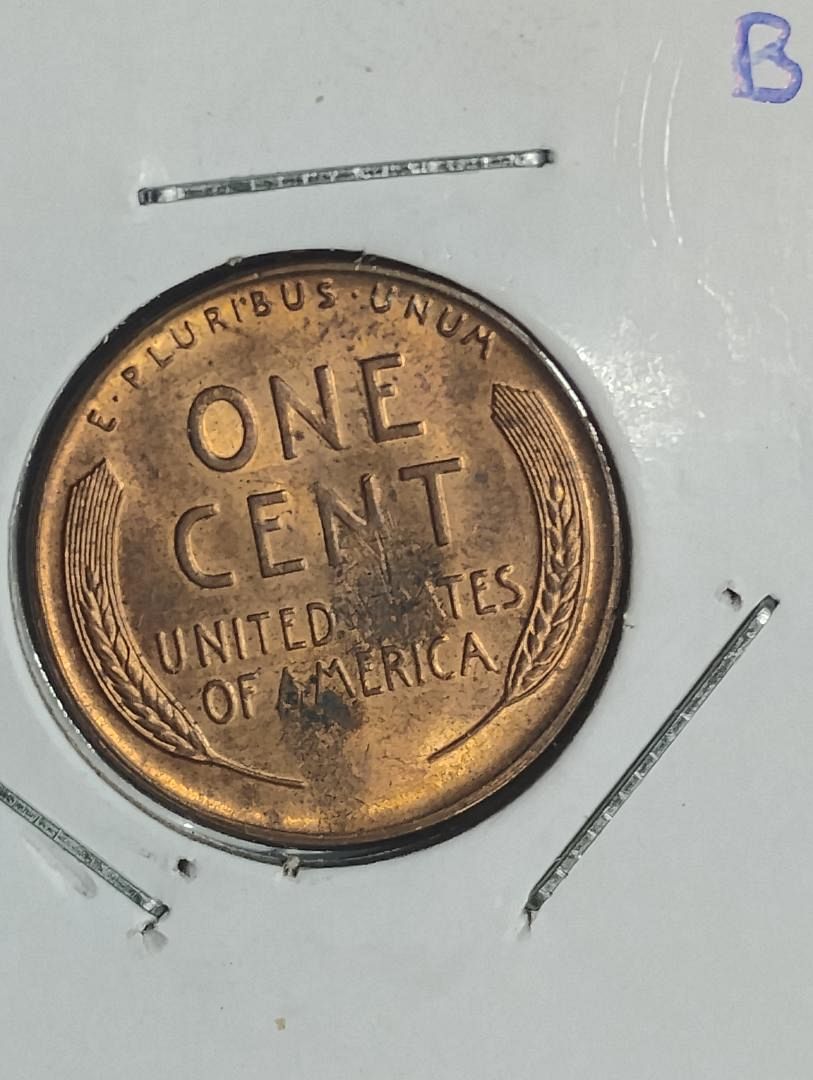 B
E·PLURIBUS·UNUM
ONE
CENT
UNITED STATES
OF AMERICA